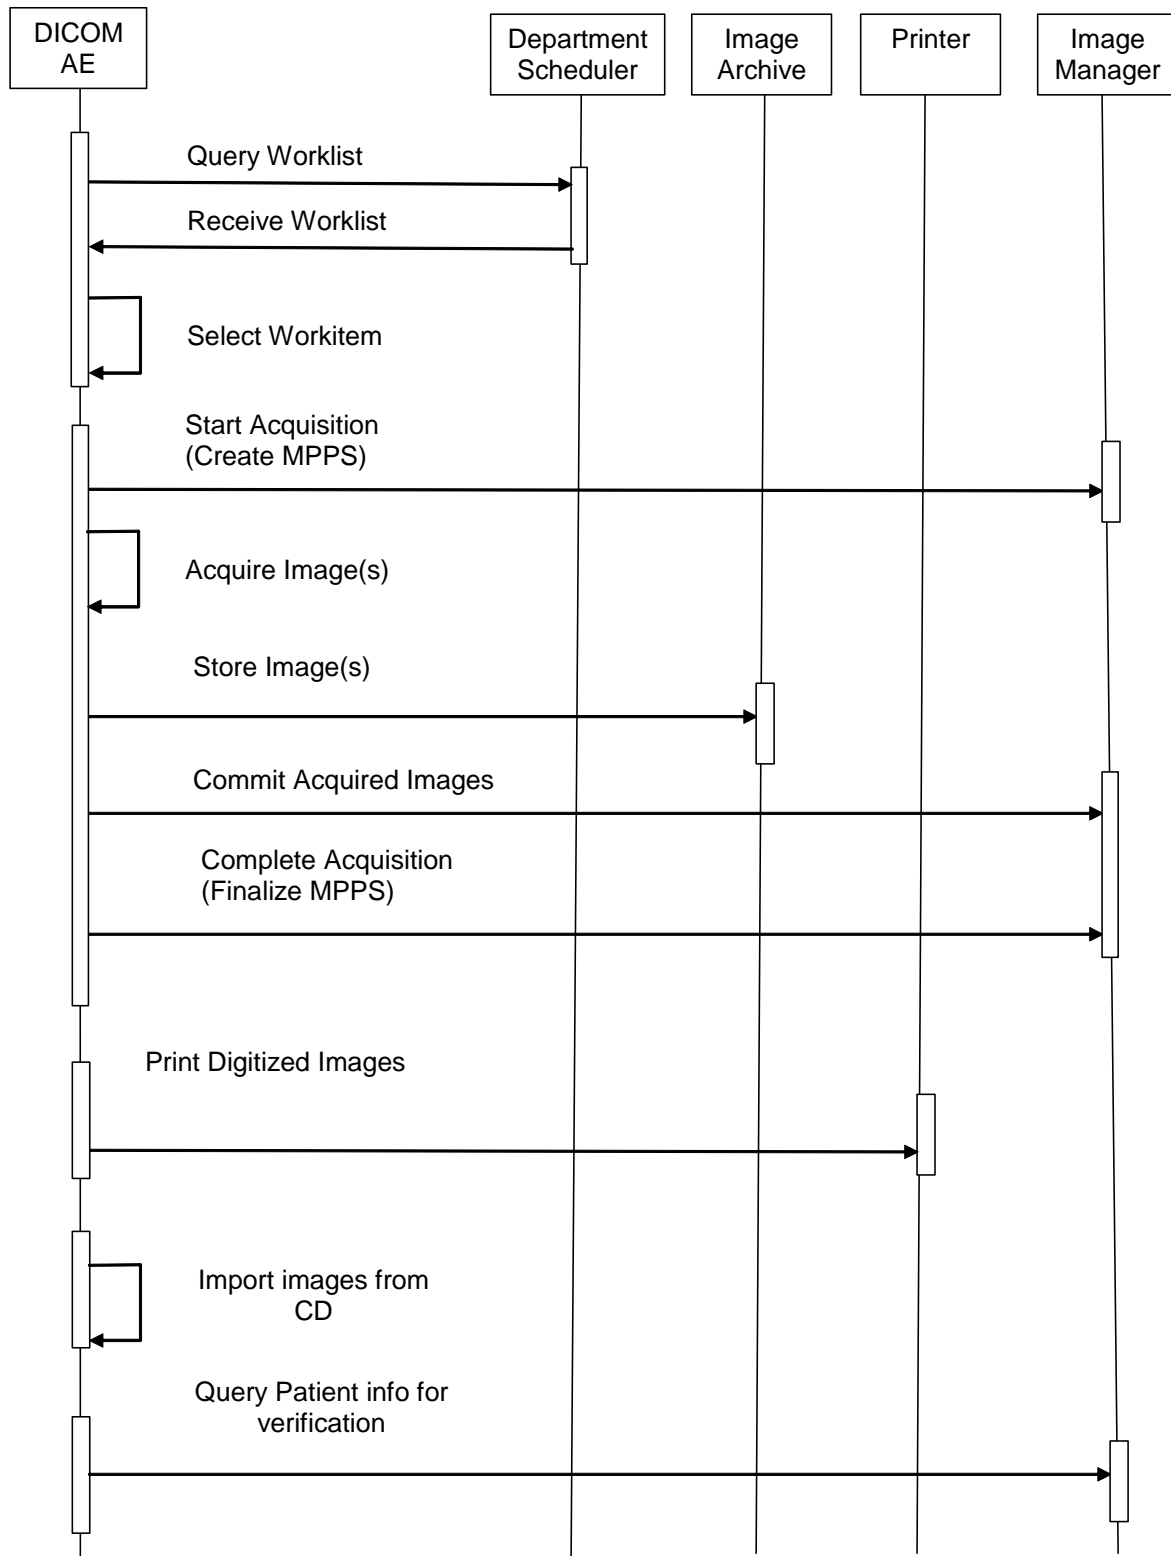 DICOM
AE
Department
Scheduler
Image
Archive
Printer
Image
Manager
Query Worklist
Receive Worklist
Select Workitem
Start Acquisition
(Create MPPS)
Acquire Image(s)
Store Image(s)
Commit Acquired Images
Complete Acquisition
(Finalize MPPS)
Print Digitized Images
Import images from
CD
Query Patient info for
verification